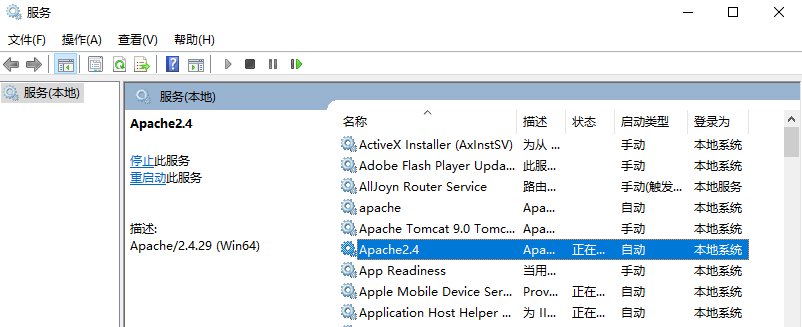 服务
文件(F) 操作(A) 查看(V) 帮助(H)
服务(本地)
服务(本地)
Apache2.4
停止此服务
重启动此服务
描述:
Apache/2.4.29 (Win64)
名称 描述 状态 启动类型 登录为
ActiveX Installer (AxInstSV) 为从 ... 手动 本地系统
Adobe Flash Player Upda... 此服... 手动 本地系统
AllJoyn Router Service 路由... 手动(触发... 本地服务
apache Apa... 自动 本地系统
Apache Tomcat 9.0 Tomc... Apa... 手动 本地系统
Apache2.4 Apa... 正在... 自动 本地系统
App Readiness 当用... 手动 本地系统
Apple Mobile Device Ser... Prov... 正在... 自动 本地系统
Application Host Helper ... 为 II... 正在... 自动 本地系统